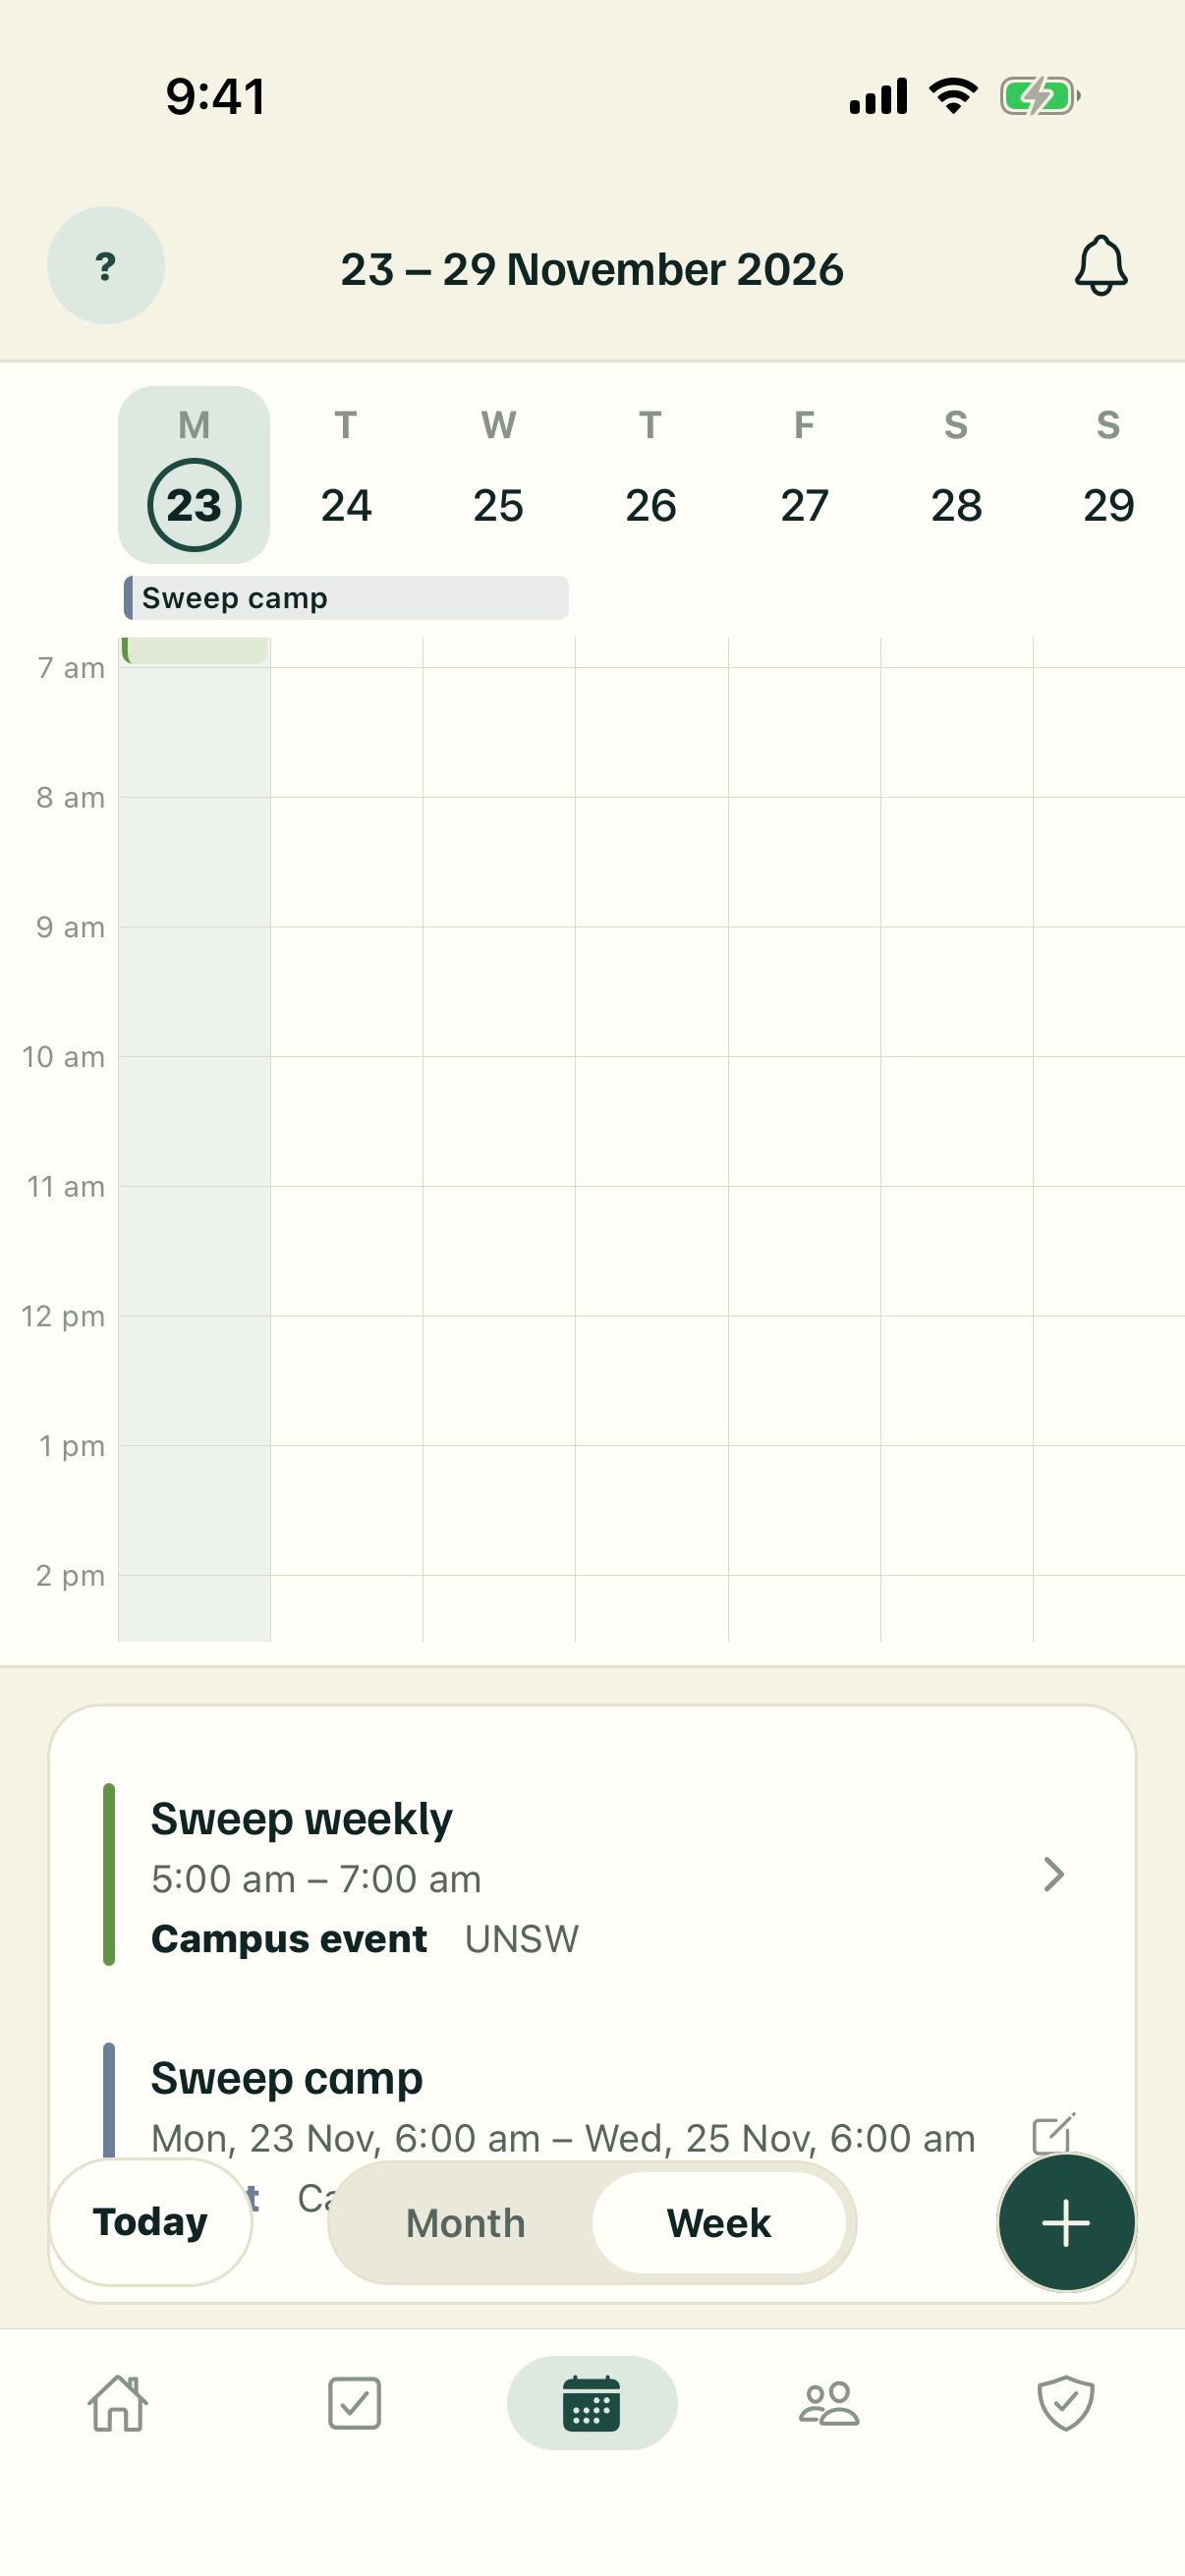 9:41
?
23 – 29 November 2026
M T W T F S S
23 24 25 26 27 28 29
Sweep camp
7 am
8 am
9 am
10 am
11 am
12 pm
1 pm
2 pm
Sweep weekly
5:00 am – 7:00 am
Campus event UNSW
Sweep camp
Mon, 23 Nov, 6:00 am – Wed, 25 Nov, 6:00 am
Today Month Week